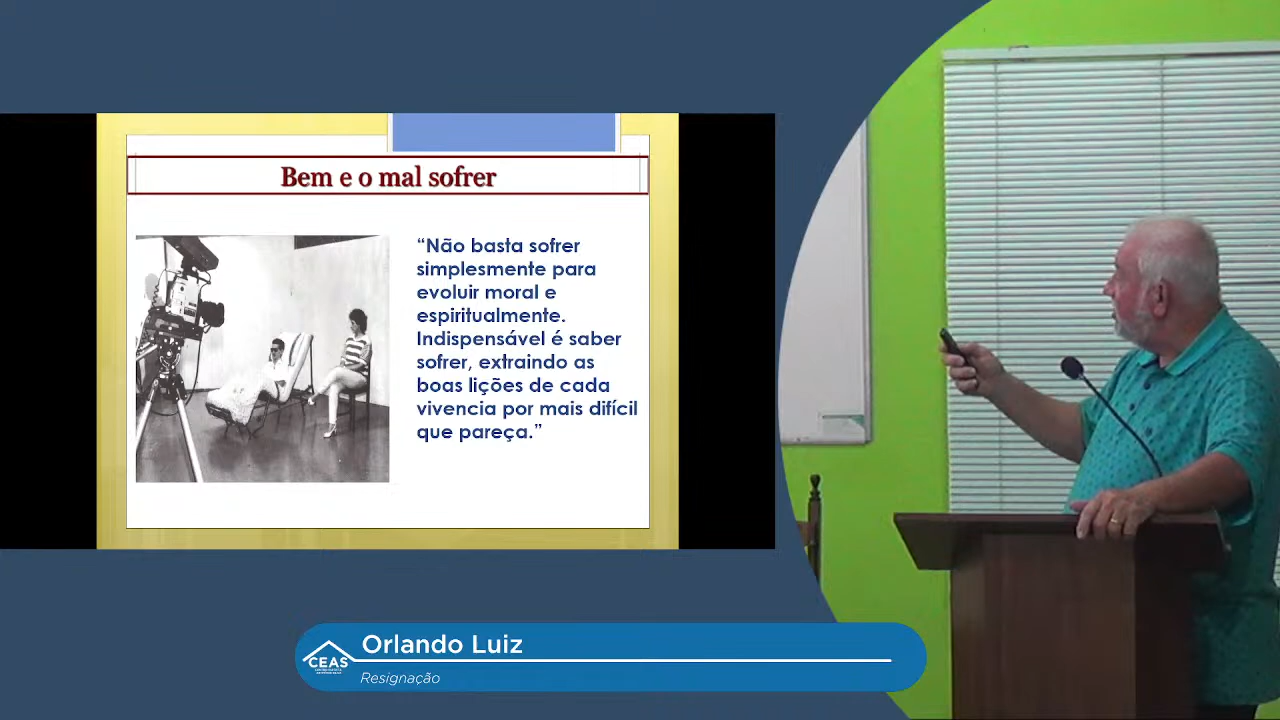 Bem e o mal sofrer
“Não basta sofrer
simplesmente para
evoluir moral e
espiritualmente.
Indispensável é saber
sofrer, extraindo as
boas lições de cada
vivencia por mais difícil
que pareça.”
Orlando Luiz
CEAS
Resignação